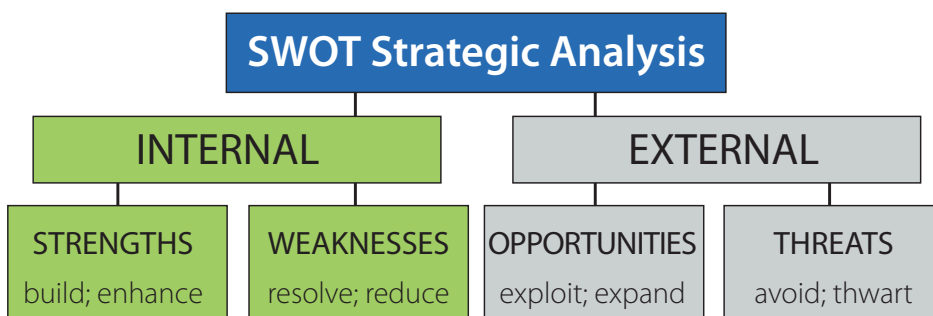 SWOT Strategic Analysis
INTERNAL
EXTERNAL
STRENGTHS
build; enhance
WEAKNESSES
resolve; reduce
OPPORTUNITIES
exploit; expand
THREATS
avoid; thwart